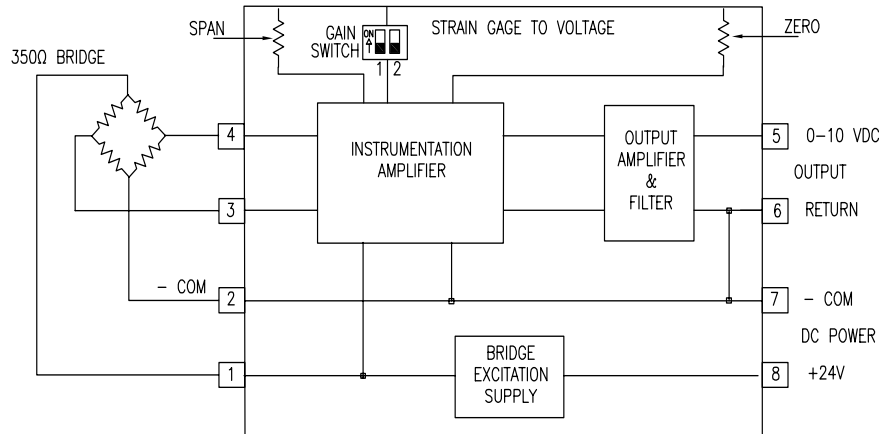 SPAN
GAIN
SWITCH
ON
1 2
STRAIN GAGE TO VOLTAGE
ZERO
350Ω BRIDGE
4
INSTRUMENTATION
AMPLIFIER
OUTPUT
AMPLIFIER
&
FILTER
5 0-10 VDC
OUTPUT
3
6 RETURN
- COM 2
7 - COM
DC POWER
1
BRIDGE
EXCITATION
SUPPLY
8 +24V